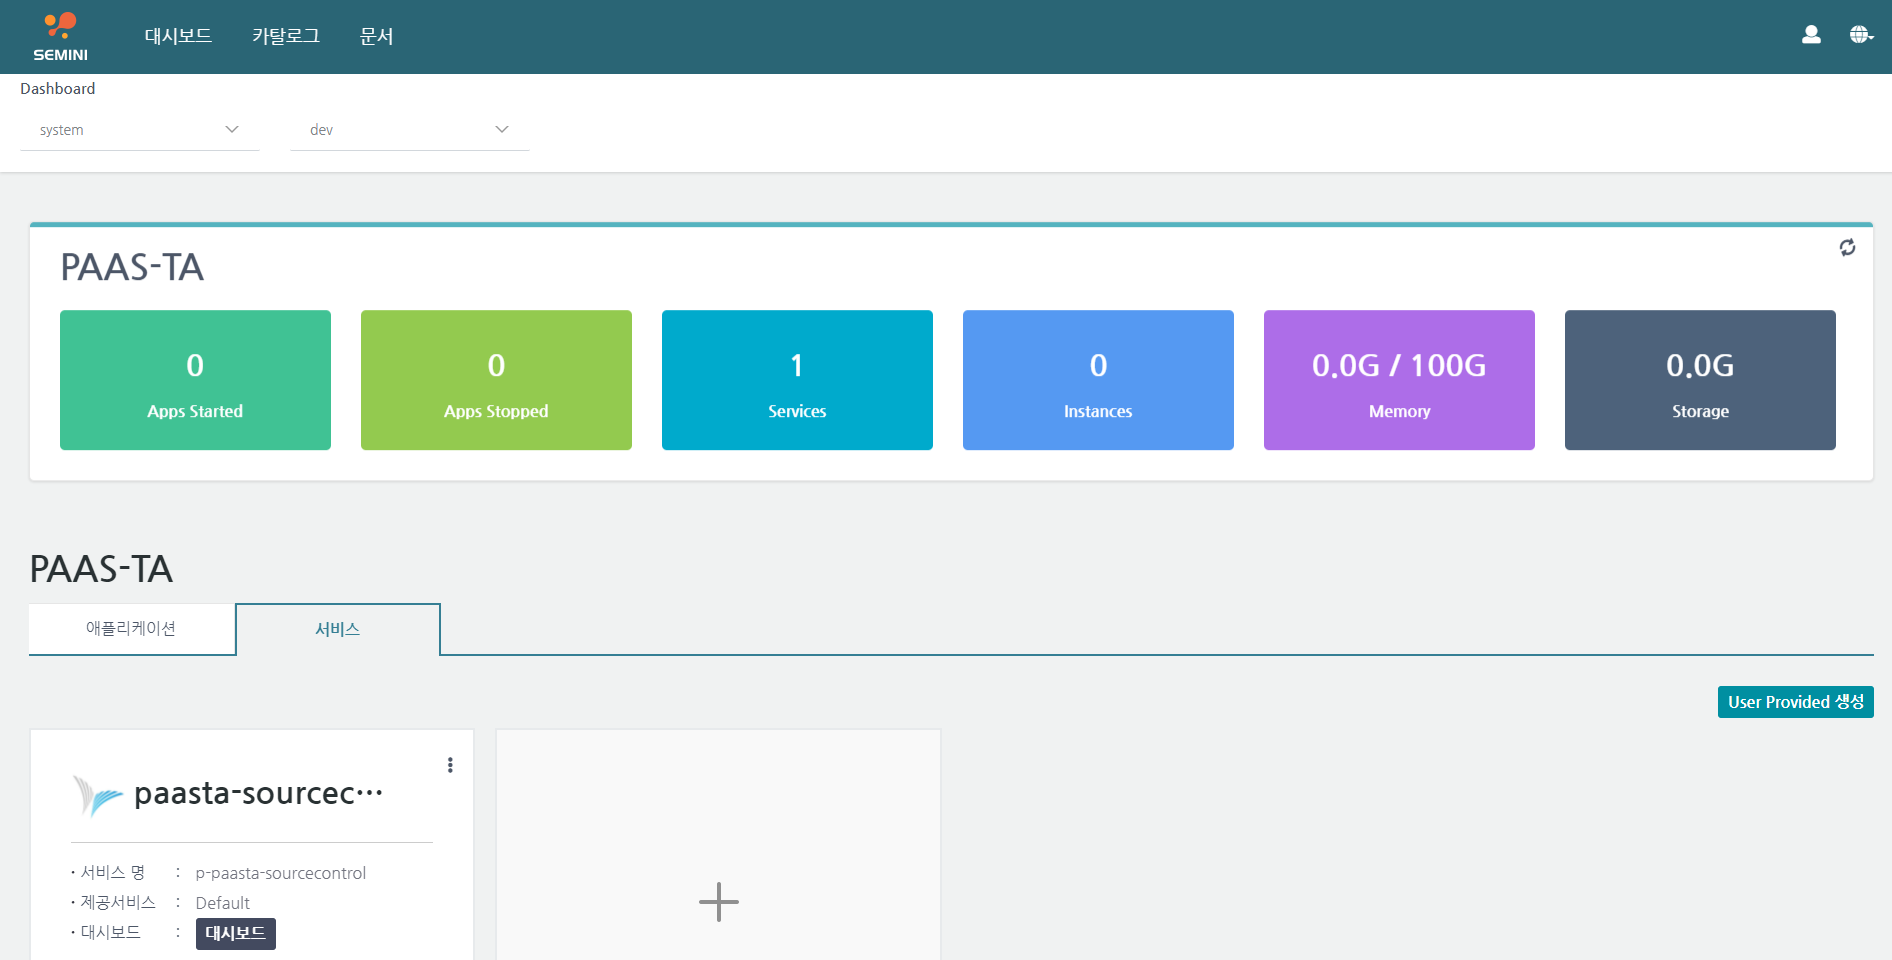 SEMINI
대시보드 카탈로그 문서
Dashboard
system dev
PAAS-TA
0 0 1 0 0.0G / 100G 0.0G
Apps Started Apps Stopped Services Instances Memory Storage
PAAS-TA
애플리케이션 서비스
User Provided 생성
paasta-sourcec···
· 서비스 명 : p-paasta-sourcecontrol
· 제공서비스 : Default
· 대시보드 : 대시보드